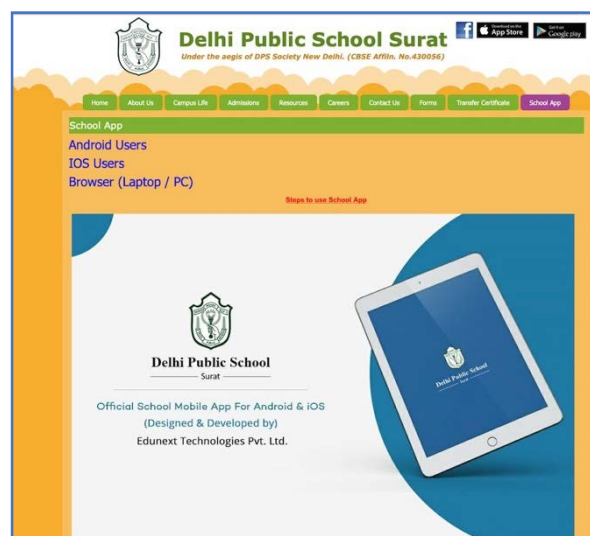 Delhi Public School Surat
Under the aegis of DPS Society New Delhi. (CBSE Affiln. No.430056)
Download on the
App Store
Get it on
Google play
Home
About Us
Campus Life
Admissions
Resources
Careers
Contact Us
Forms
Transfer Certificate
School App
School App
Android Users
IOS Users
Browser (Laptop / PC)
Steps to use School App
Delhi Public School
Surat
Official School Mobile App For Android & iOS
(Designed & Developed by)
Edunext Technologies Pvt. Ltd.
Delhi Public School